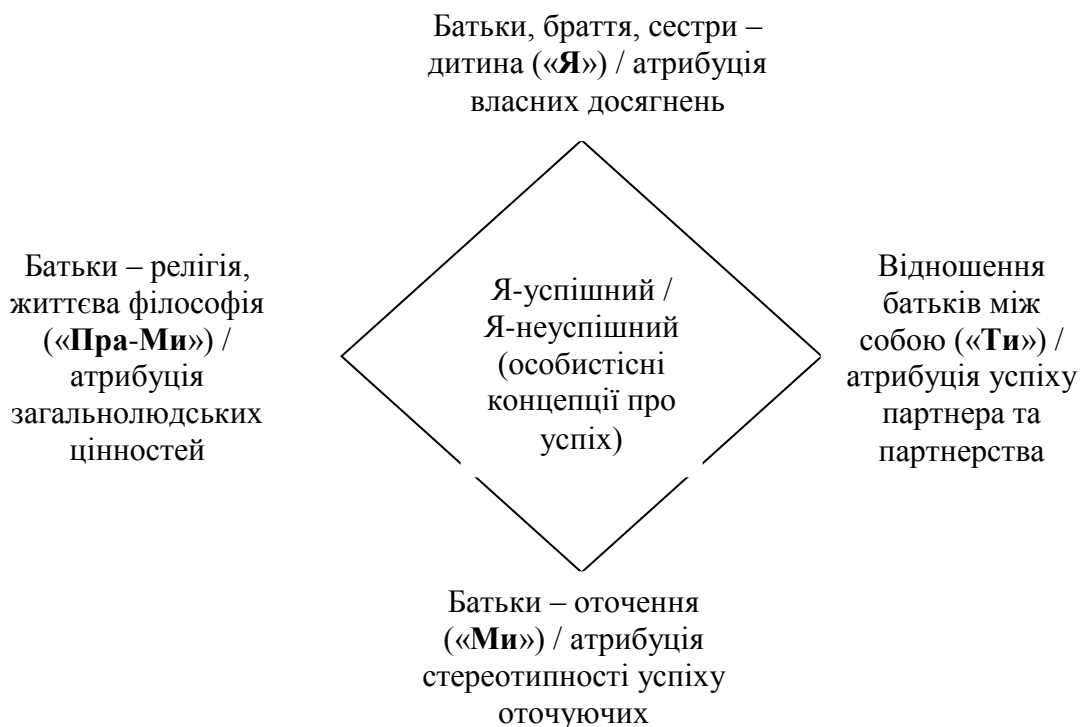 Батьки, браття, сестри –
дитина («Я») / атрибуція
власних досягнень
Батьки – релігія,
життєва філософія
(«Пра-Ми») /
атрибуція
загальнолюдських
цінностей
Я-успішний /
Я-неуспішний
(особистісні
концепції про
успіх)
Відношення
батьків між
собою («Ти») /
атрибуція успіху
партнера та
партнерства
Батьки – оточення
(«Ми») / атрибуція
стереотипності успіху
оточуючих